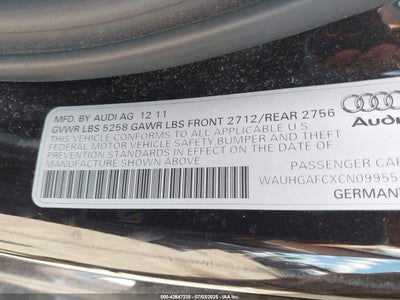 MFD. BY AUDI AG 12 11
GVWR LBS 5258 GAWR LBS FRONT 2712/REAR 2756
THIS VEHICLE CONFORMS TO ALL APPLICABLE U.S.
FEDERAL MOTOR VEHICLE SAFETY,BUMPER AND THEFT
PREVENTION STANDARDS IN EFFECT ON THE DATE OF
MANUFACTURE SHOWN ABOVE.
Audi
PASSENGER CAR
WAUHGAFCXCN09955
GERMANY
000-42647338 - 07/03/2025 - IAA Inc.